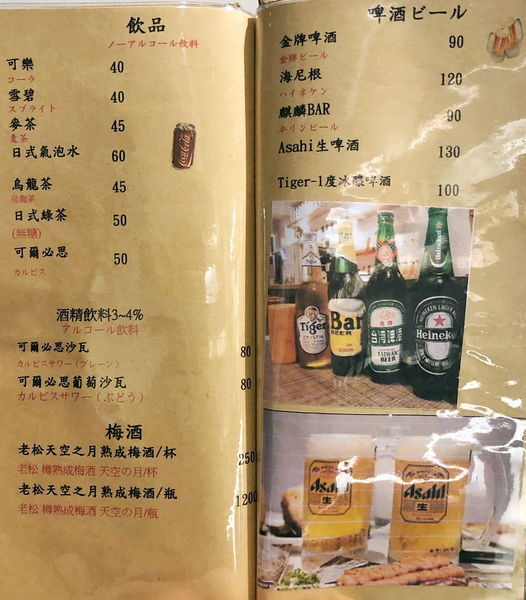 飲品
ノーアルコール飲料
可樂 40
コーラ
雪碧 40
スプライト
麥茶 45
麦茶
日式氣泡水 60
烏龍茶 45
烏龍茶
日式綠茶 50
(無糖)
可爾必思 50
カルピス
酒精飲料3~4%
アルコール飲料
可爾必思沙瓦 80
カルピスサワー(プレーン)
可爾必思葡萄沙瓦 80
カルピスサワー(ぶどう)
梅酒
老松天空之月熟成梅酒/杯 250
老松 樽熟成梅酒 天空の月/杯
老松天空之月熟成梅酒/瓶 1200
老松 樽熟成梅酒 天空の月/瓶
Coca-Cola
啤酒ビール
金牌啤酒 90
金牌ビール
海尼根 120
ハイネケン
麒麟BAR 90
キリンビール
Asahi生啤酒 130
Tiger-1度冰釀啤酒 100
Tiger
Bar
BEER
台灣啤酒
TAIWAN
BEER
Heineken
Heineke
Asahi
生
Asahi
生